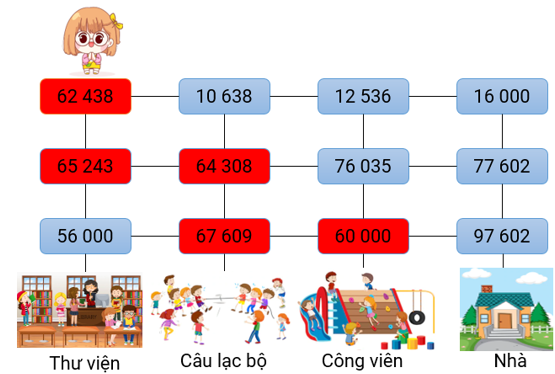 62 438 10 638 12 536 16 000
65 243 64 308 76 035 77 602
56 000 67 609 60 000 97 602
Thư viện Câu lạc bộ Công viên Nhà